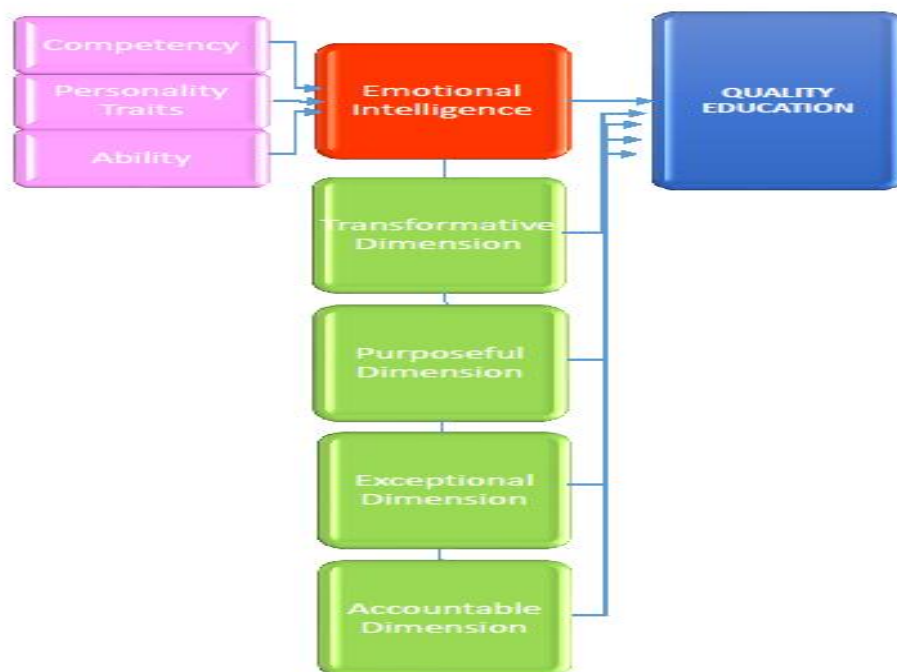 Competency
Personality
Traits
Ability
Emotional
Intelligence
QUALITY
EDUCATION
Transformative
Dimension
Purposeful
Dimension
Exceptional
Dimension
Accountable
Dimension